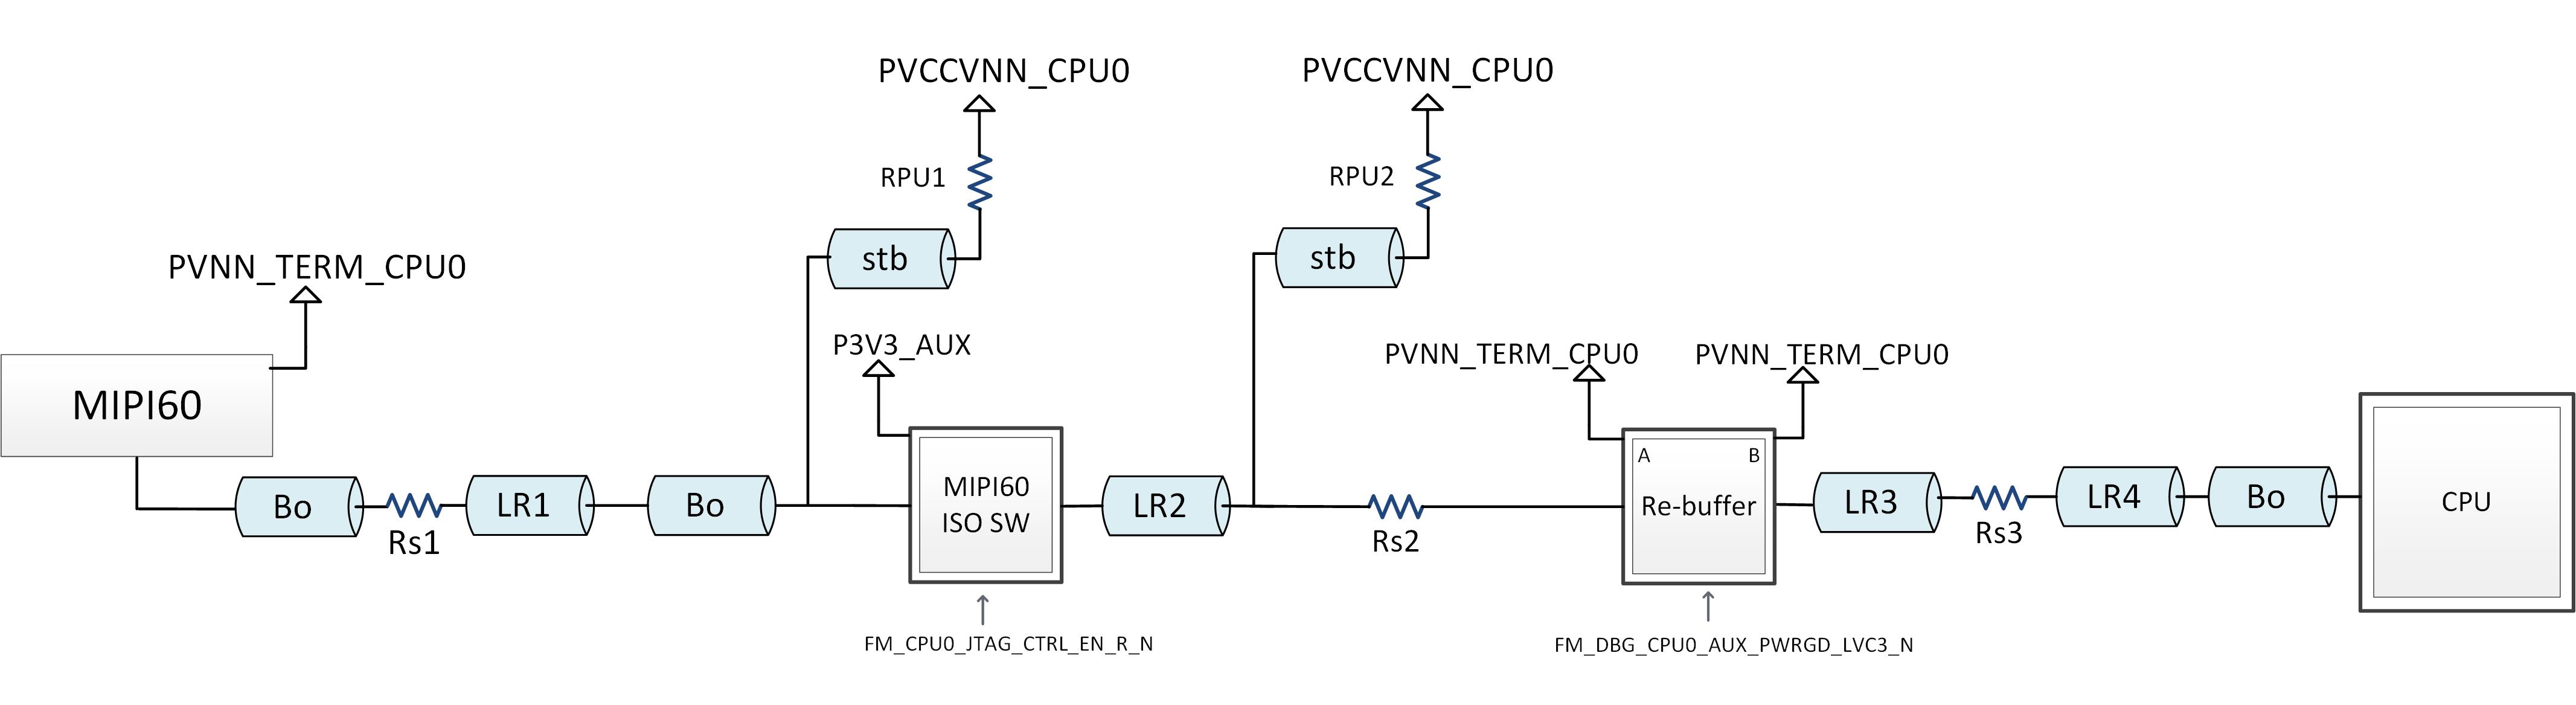 PVCCVNN_CPU0
PVCCVNN_CPU0
RPU1
RPU2
stb
stb
PVNN_TERM_CPU0
P3V3_AUX
PVNN_TERM_CPU0
PVNN_TERM_CPU0
MIPI60
A
B
MIPI60
ISO SW
Re-buffer
CPU
Bo
Rs1
LR1
Bo
LR2
Rs2
LR3
Rs3
LR4
Bo
FM_CPU0_JTAG_CTRL_EN_R_N
FM_DBG_CPU0_AUX_PWRGD_LVC3_N